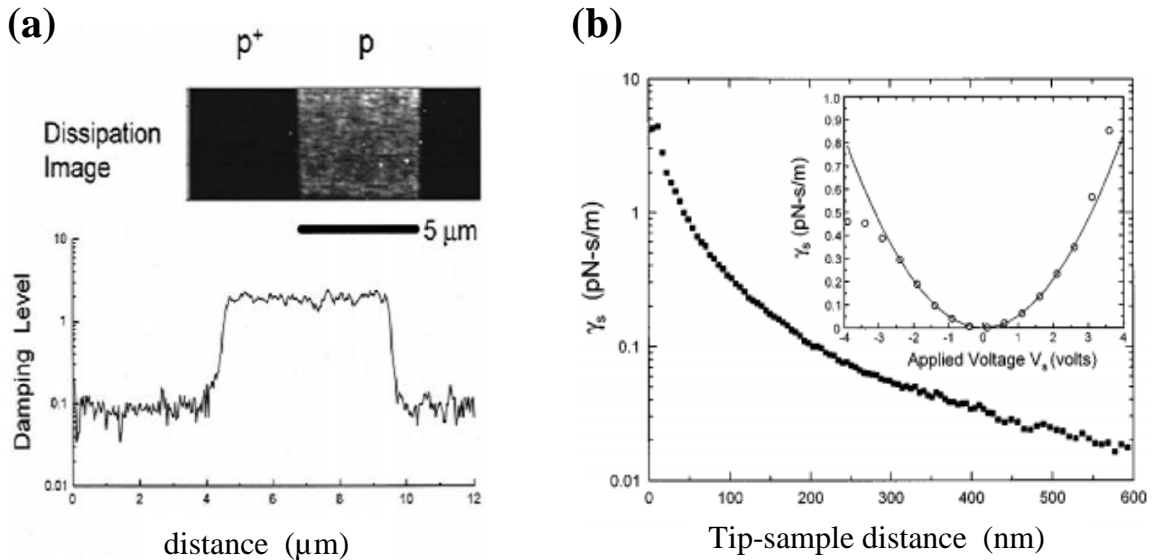 (a)
p⁺ p
Dissipation
Image
5 μm
10
1
0.1
0.01
Damping Level
0 2 4 6 8 10 12
distance (μm)
(b)
10
1
0.1
0.01
γₛ (pN-s/m)
0 100 200 300 400 500 600
Tip-sample distance (nm)
1.0
0.9
0.8
0.7
0.6
0.5
0.4
0.3
0.2
0.1
0
γₛ (pN-s/m)
-4 -3 -2 -1 0 1 2 3 4
Applied Voltage Vₛ (volts)